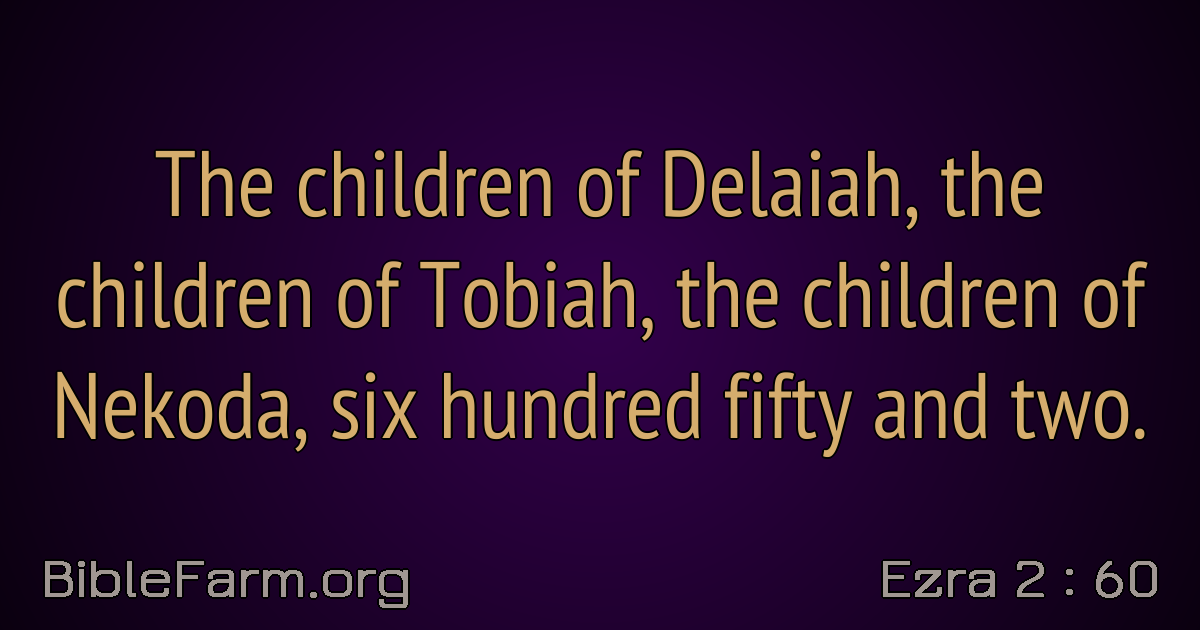 The children of Delaiah, the
children of Tobiah, the children of
Nekoda, six hundred fifty and two.
BibleFarm.org
Ezra 2 : 60